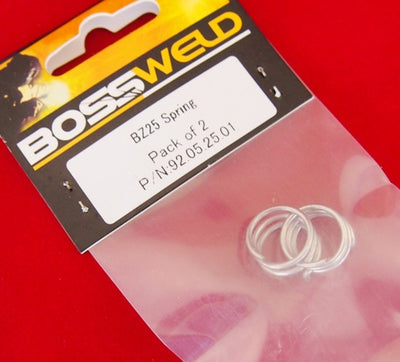 BOSSWELD
BZ25 Spring
Pack of 2
P/N:92.05.25.01